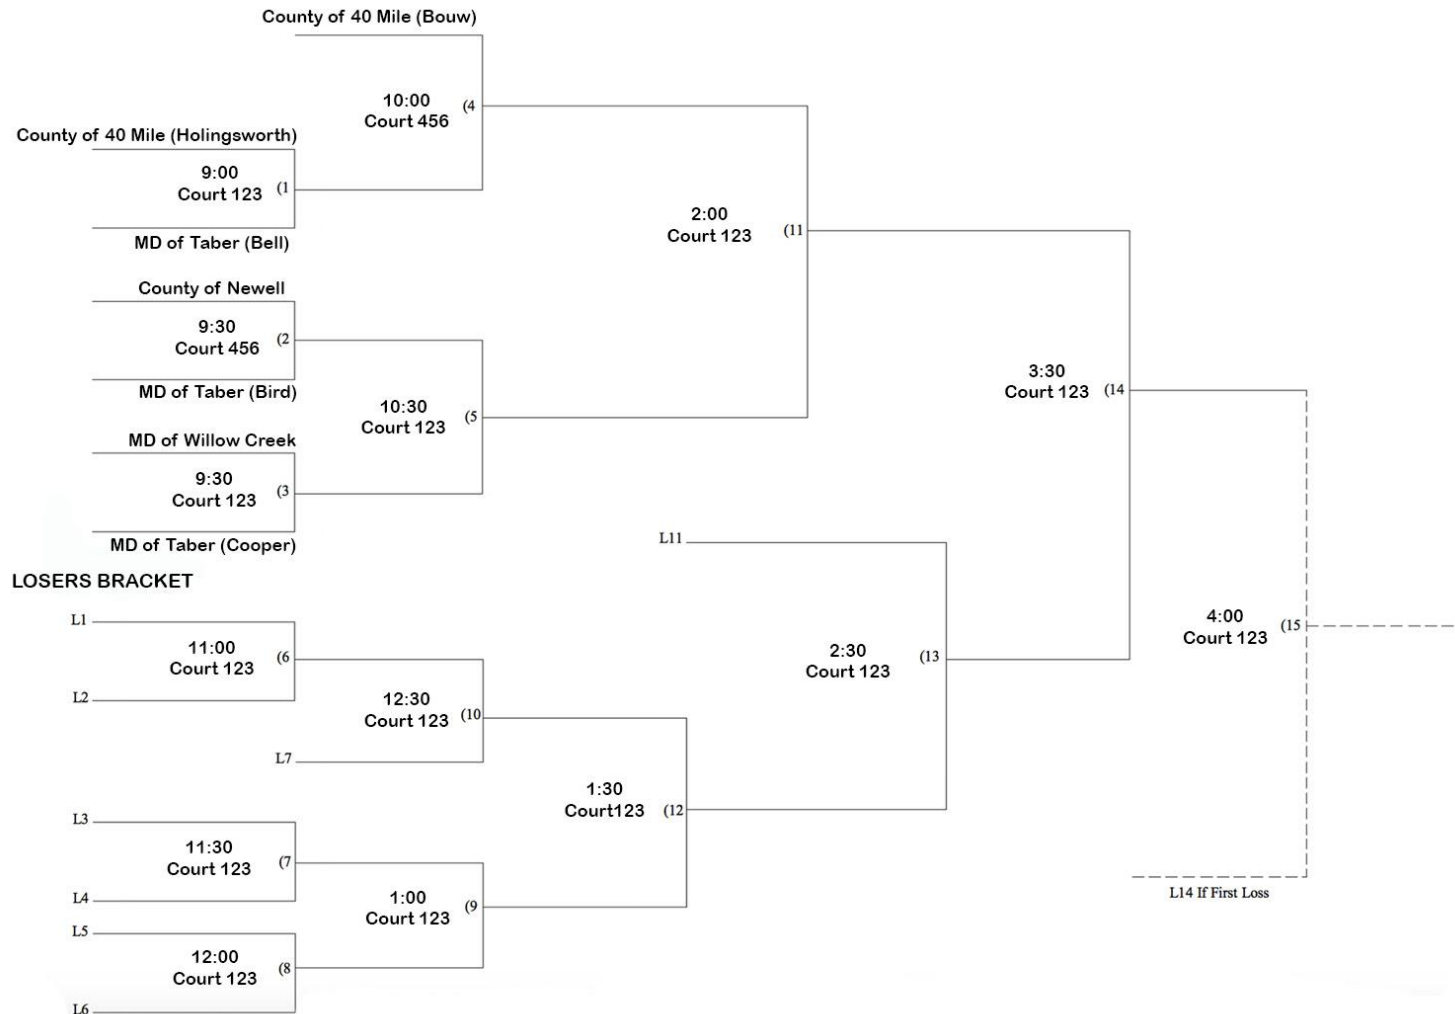 County of 40 Mile (Bouw)
10:00
Court 456
(4
County of 40 Mile (Holingsworth)
9:00
Court 123
(1
MD of Taber (Bell)
2:00
Court 123
(11
County of Newell
9:30
Court 456
(2
MD of Taber (Bird)
10:30
Court 123
(5
3:30
Court 123
(14
MD of Willow Creek
9:30
Court 123
(3
MD of Taber (Cooper)
LOSERS BRACKET
L11
L1
11:00
Court 123
(6
L2
12:30
Court 123
(10
L7
2:30
Court 123
(13
4:00
Court 123
(15
1:30
Court123
(12
L3
11:30
Court 123
(7
L4
1:00
Court 123
(9
L14 If First Loss
L5
12:00
Court 123
(8
L6